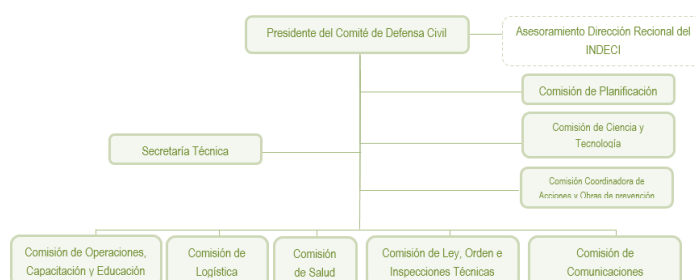 Presidente del Comité de Defensa Civil
Asesoramiento Dirección Recional del
INDECI
Comisión de Planificación
Comisión de Ciencia y
Tecnología
Secretaría Técnica
Comisión Coordinadora de
Acciones y Obras de prevención
Comisión de Operaciones,
Capacitación y Educación
Comisión de
Logística
Comisión
de Salud
Comisión de Ley, Orden e
Inspecciones Técnicas
Comisión de
Comunicaciones